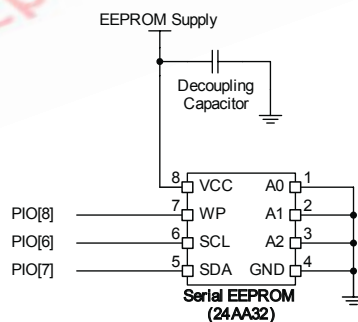 EEPROM Supply
Decoupling
Capacitor
8 VCC A0 1
PIO[8] 7 WP A1 2
PIO[6] 6 SCL A2 3
PIO[7] 5 SDA GND 4
Serial EEPROM
(24AA32)